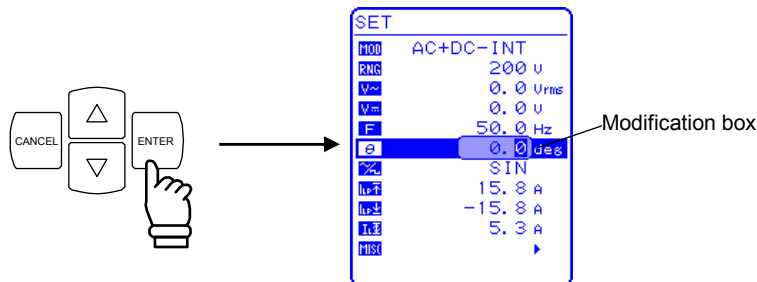 CANCEL
ENTER
SET
MOD AC+DC-INT
RNG 200 V
V~ 0.0 Vrms
V⎓ 0.0 V
F 50.0 Hz
θ 0.0 deg
SIN
15.8 A
-15.8 A
5.3 A
MISC
Modification box